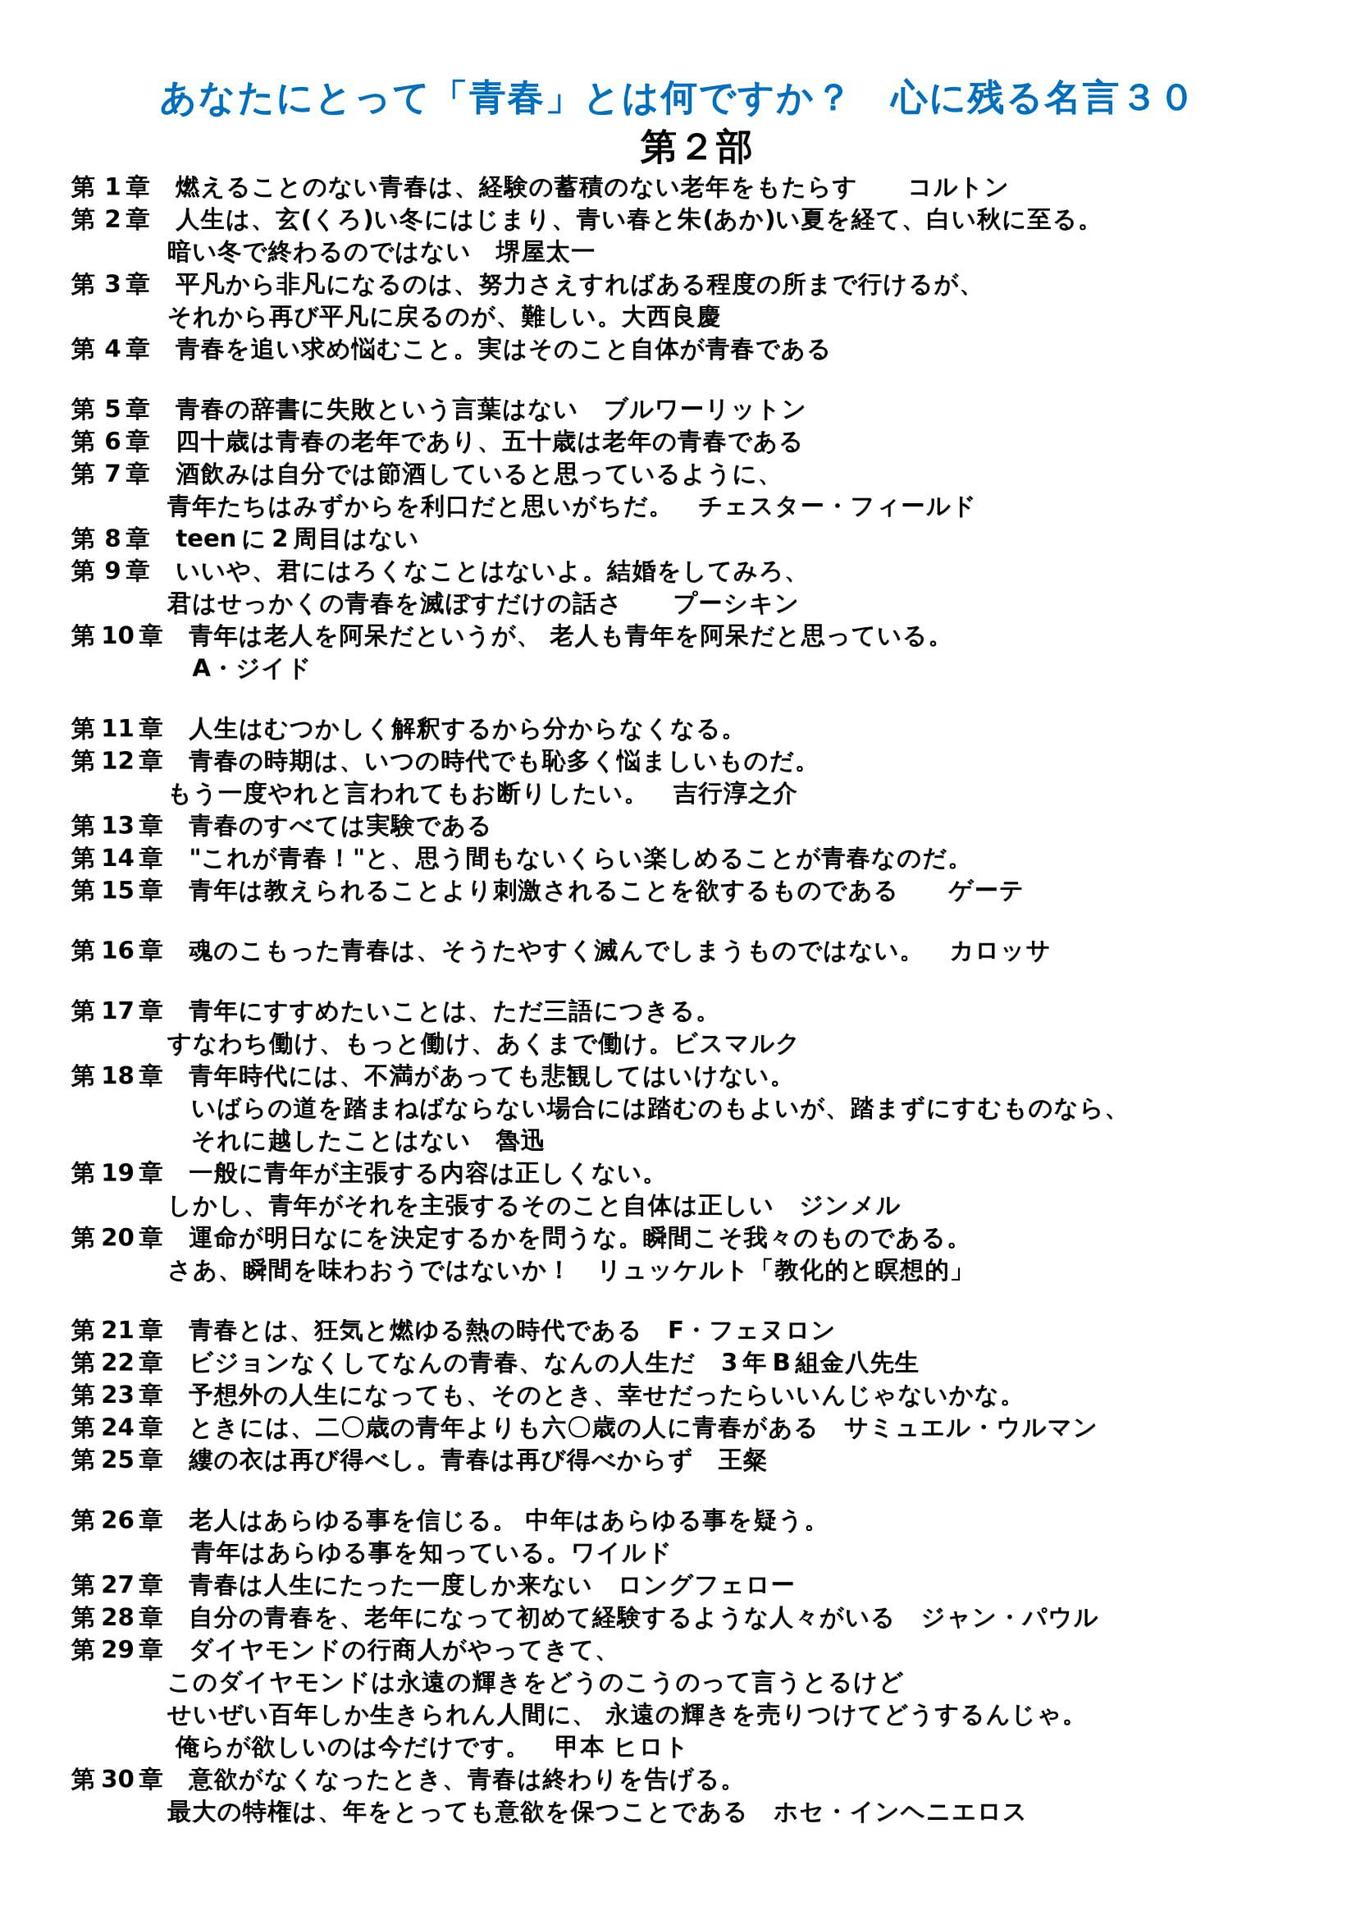 あなたにとって「青春」とは何ですか？　心に残る名言３０
第２部
第 1 章　燃えることのない青春は、経験の蓄積のない老年をもたらす　　コルトン
第 2 章　人生は、玄(くろ)い冬にはじまり、青い春と朱(あか)い夏を経て、白い秋に至る。
暗い冬で終わるのではない　堺屋太一
第 3 章　平凡から非凡になるのは、努力さえすればある程度の所まで行けるが、
それから再び平凡に戻るのが、難しい。大西良慶
第 4 章　青春を追い求め悩むこと。実はそのこと自体が青春である
第 5 章　青春の辞書に失敗という言葉はない　ブルワーリットン
第 6 章　四十歳は青春の老年であり、五十歳は老年の青春である
第 7 章　酒飲みは自分では節酒していると思っているように、
青年たちはみずからを利口だと思いがちだ。　チェスター・フィールド
第 8 章　teen に 2 周目はない
第 9 章　いいや、君にはろくなことはないよ。結婚をしてみろ、
君はせっかくの青春を滅ぼすだけの話さ　　プーシキン
第 10 章　青年は老人を阿呆だというが、 老人も青年を阿呆だと思っている。
A・ジイド
第 11 章　人生はむつかしく解釈するから分からなくなる。
第 12 章　青春の時期は、いつの時代でも恥多く悩ましいものだ。
もう一度やれと言われてもお断りしたい。　吉行淳之介
第 13 章　青春のすべては実験である
第 14 章　"これが青春！"と、思う間もないくらい楽しめることが青春なのだ。
第 15 章　青年は教えられることより刺激されることを欲するものである　　ゲーテ
第 16 章　魂のこもった青春は、そうたやすく滅んでしまうものではない。　カロッサ
第 17 章　青年にすすめたいことは、ただ三語につきる。
すなわち働け、もっと働け、あくまで働け。ビスマルク
第 18 章　青年時代には、不満があっても悲観してはいけない。
いばらの道を踏まねばならない場合には踏むのもよいが、踏まずにすむものなら、
それに越したことはない　魯迅
第 19 章　一般に青年が主張する内容は正しくない。
しかし、青年がそれを主張するそのこと自体は正しい　ジンメル
第 20 章　運命が明日なにを決定するかを問うな。瞬間こそ我々のものである。
さあ、瞬間を味わおうではないか！　リュッケルト「教化的と瞑想的」
第 21 章　青春とは、狂気と燃ゆる熱の時代である　F・フェヌロン
第 22 章　ビジョンなくしてなんの青春、なんの人生だ　3 年 B 組金八先生
第 23 章　予想外の人生になっても、そのとき、幸せだったらいいんじゃないかな。
第 24 章　ときには、二〇歳の青年よりも六〇歳の人に青春がある　サミュエル・ウルマン
第 25 章　縷の衣は再び得べし。青春は再び得べからず　王粲
第 26 章　老人はあらゆる事を信じる。 中年はあらゆる事を疑う。
青年はあらゆる事を知っている。ワイルド
第 27 章　青春は人生にたった一度しか来ない　ロングフェロー
第 28 章　自分の青春を、老年になって初めて経験するような人々がいる　ジャン・パウル
第 29 章　ダイヤモンドの行商人がやってきて、
このダイヤモンドは永遠の輝きをどうのこうのって言うとるけど
せいぜい百年しか生きられん人間に、 永遠の輝きを売りつけてどうするんじゃ。
俺らが欲しいのは今だけです。　甲本 ヒロト
第 30 章　意欲がなくなったとき、青春は終わりを告げる。
最大の特権は、年をとっても意欲を保つことである　ホセ・インヘニエロス